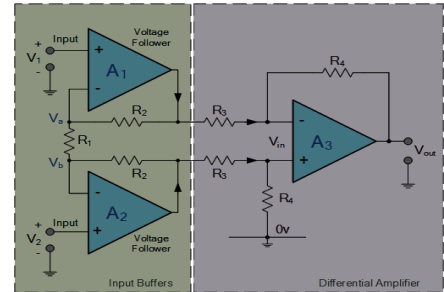 Voltage
Follower
Input
+
V1
-
+
A1
-
R4
R2
R3
Va
R1
Vb
R2
R3
Vin
-
A3
+
Vout
R4
-
A2
+
Input
+
V2
-
Voltage
Follower
0v
Input Buffers
Differential Amplifier